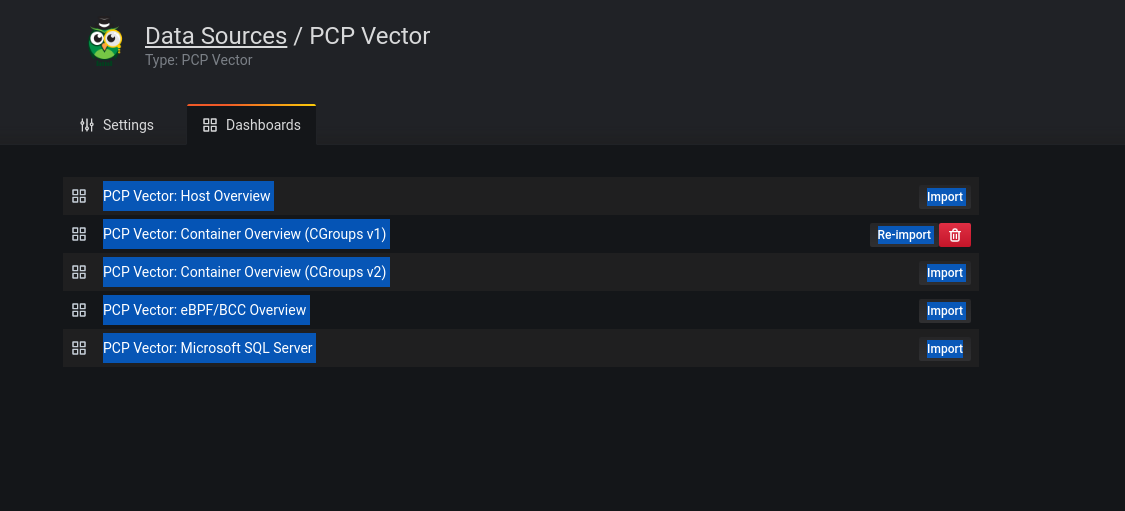 Data Sources / PCP Vector
Type: PCP Vector
Settings Dashboards
PCP Vector: Host Overview Import
PCP Vector: Container Overview (CGroups v1) Re-import
PCP Vector: Container Overview (CGroups v2) Import
PCP Vector: eBPF/BCC Overview Import
PCP Vector: Microsoft SQL Server Import